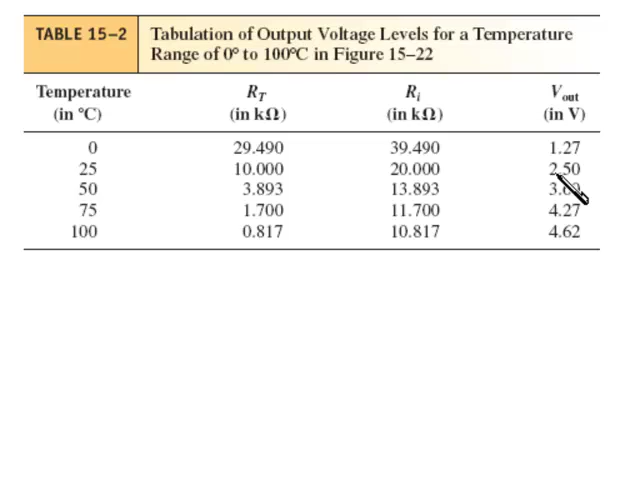 TABLE 15–2
Tabulation of Output Voltage Levels for a Temperature
Range of 0° to 100°C in Figure 15–22
Temperature (in °C) R_T (in kΩ) R_i (in kΩ) V_out (in V)
0 29.490 39.490 1.27
25 10.000 20.000 2.50
50 3.893 13.893
75 1.700 11.700 4.27
100 0.817 10.817 4.62